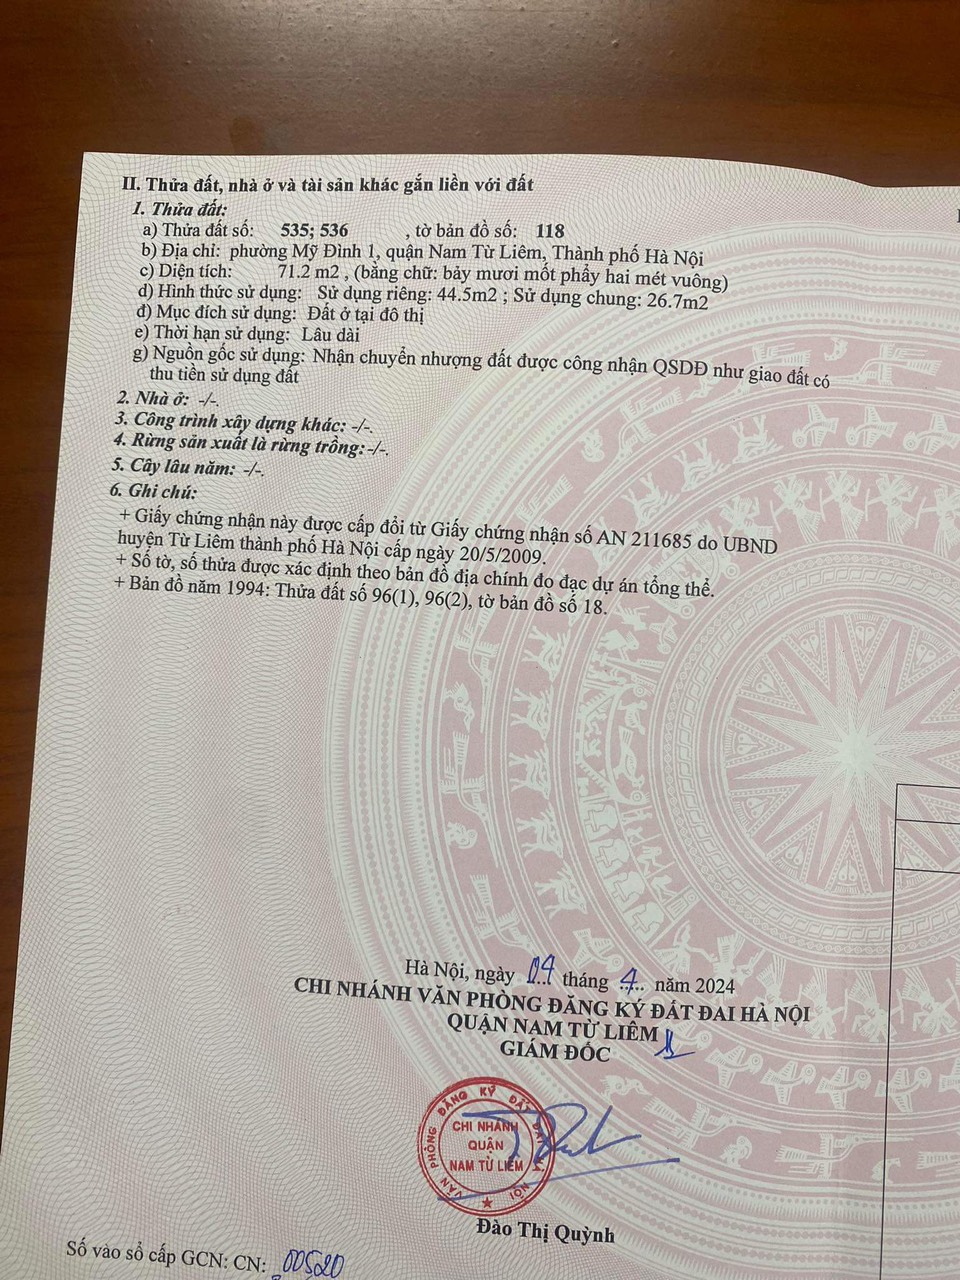 II. Thửa đất, nhà ở và tài sản khác gắn liền với đất
1. Thửa đất:
a) Thửa đất số: 535; 536 , tờ bản đồ số: 118
b) Địa chỉ: phường Mỹ Đình 1, quận Nam Từ Liêm, Thành phố Hà Nội
c) Diện tích: 71.2 m2 , (bằng chữ: bảy mươi mốt phẩy hai mét vuông)
d) Hình thức sử dụng: Sử dụng riêng: 44.5m2 ; Sử dụng chung: 26.7m2
đ) Mục đích sử dụng: Đất ở tại đô thị
e) Thời hạn sử dụng: Lâu dài
g) Nguồn gốc sử dụng: Nhận chuyển nhượng đất được công nhận QSDĐ như giao đất có
thu tiền sử dụng đất
2. Nhà ở: -/-.
3. Công trình xây dựng khác: -/-.
4. Rừng sản xuất là rừng trồng: -/-.
5. Cây lâu năm: -/-.
6. Ghi chú:
+ Giấy chứng nhận này được cấp đổi từ Giấy chứng nhận số AN 211685 do UBND
huyện Từ Liêm thành phố Hà Nội cấp ngày 20/5/2009.
+ Số tờ, số thửa được xác định theo bản đồ địa chính đo đạc dự án tổng thể.
+ Bản đồ năm 1994: Thửa đất số 96(1), 96(2), tờ bản đồ số 18.
Hà Nội, ngày 04 tháng 4 năm 2024
CHI NHÁNH VĂN PHÒNG ĐĂNG KÝ ĐẤT ĐAI HÀ NỘI
QUẬN NAM TỪ LIÊM
GIÁM ĐỐC
VĂN PHÒNG ĐĂNG KÝ ĐẤT ĐAI HÀ NỘI
CHI NHÁNH
QUẬN
NAM TỪ LIÊM
Đào Thị Quỳnh
Số vào sổ cấp GCN: CN: 00520